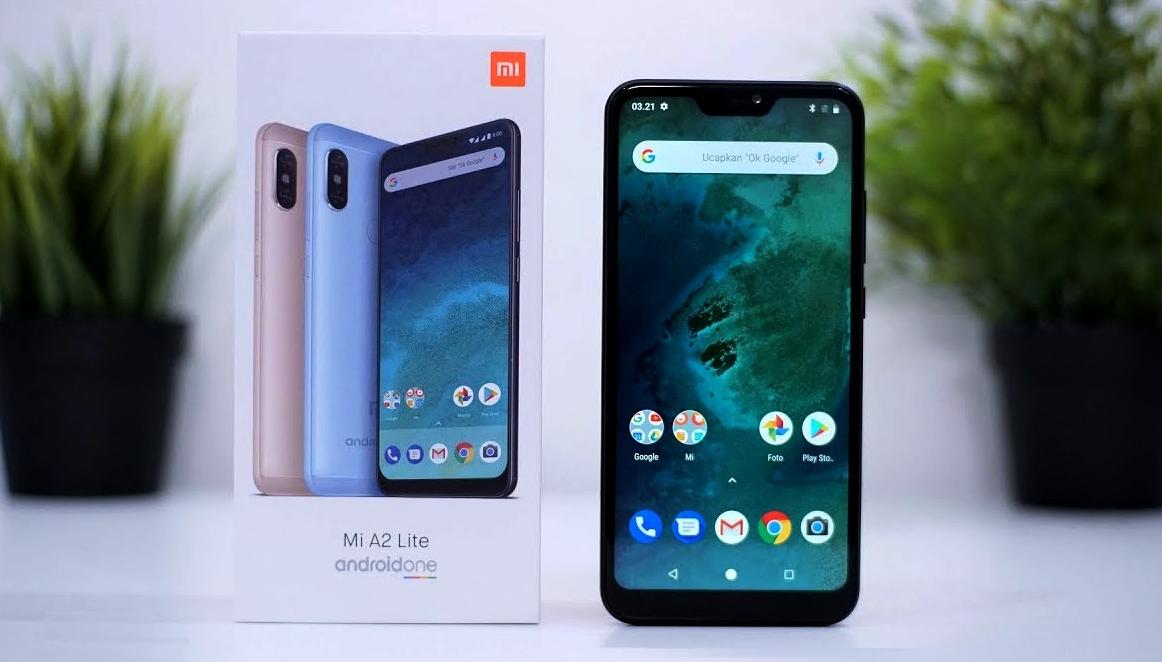 mi
Mi A2 Lite
androidone
03.21
Ucapkan "Ok Google"
Google
Mi
Foto
Play Sto..